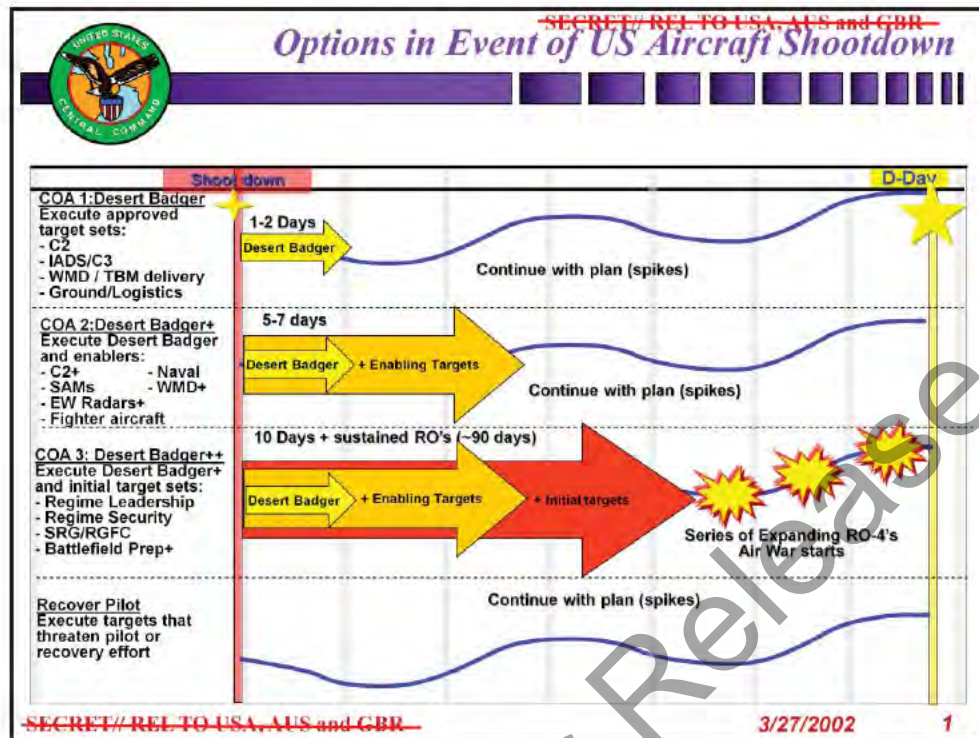 SECRET// REL TO USA, AUS and GBR
Options in Event of US Aircraft Shootdown
UNITED STATES
CENTRAL COMMAND
Shoot down
D-Day
COA 1:Desert Badger
Execute approved
target sets:
- C2
- IADS/C3
- WMD / TBM delivery
- Ground/Logistics
1-2 Days
Desert Badger
Continue with plan (spikes)
COA 2:Desert Badger+
Execute Desert Badger
and enablers:
- C2+ - Naval
- SAMs - WMD+
- EW Radars+
- Fighter aircraft
5-7 days
Desert Badger + Enabling Targets
Continue with plan (spikes)
COA 3: Desert Badger++
Execute Desert Badger+
and initial target sets:
- Regime Leadership
- Regime Security
- SRG/RGFC
- Battlefield Prep+
10 Days + sustained RO's (~90 days)
Desert Badger + Enabling Targets + Initial targets
Series of Expanding RO-4's
Air War starts
Recover Pilot
Execute targets that
threaten pilot or
recovery effort
Continue with plan (spikes)
Release
SECRET// REL TO USA, AUS and GBR
3/27/2002 1